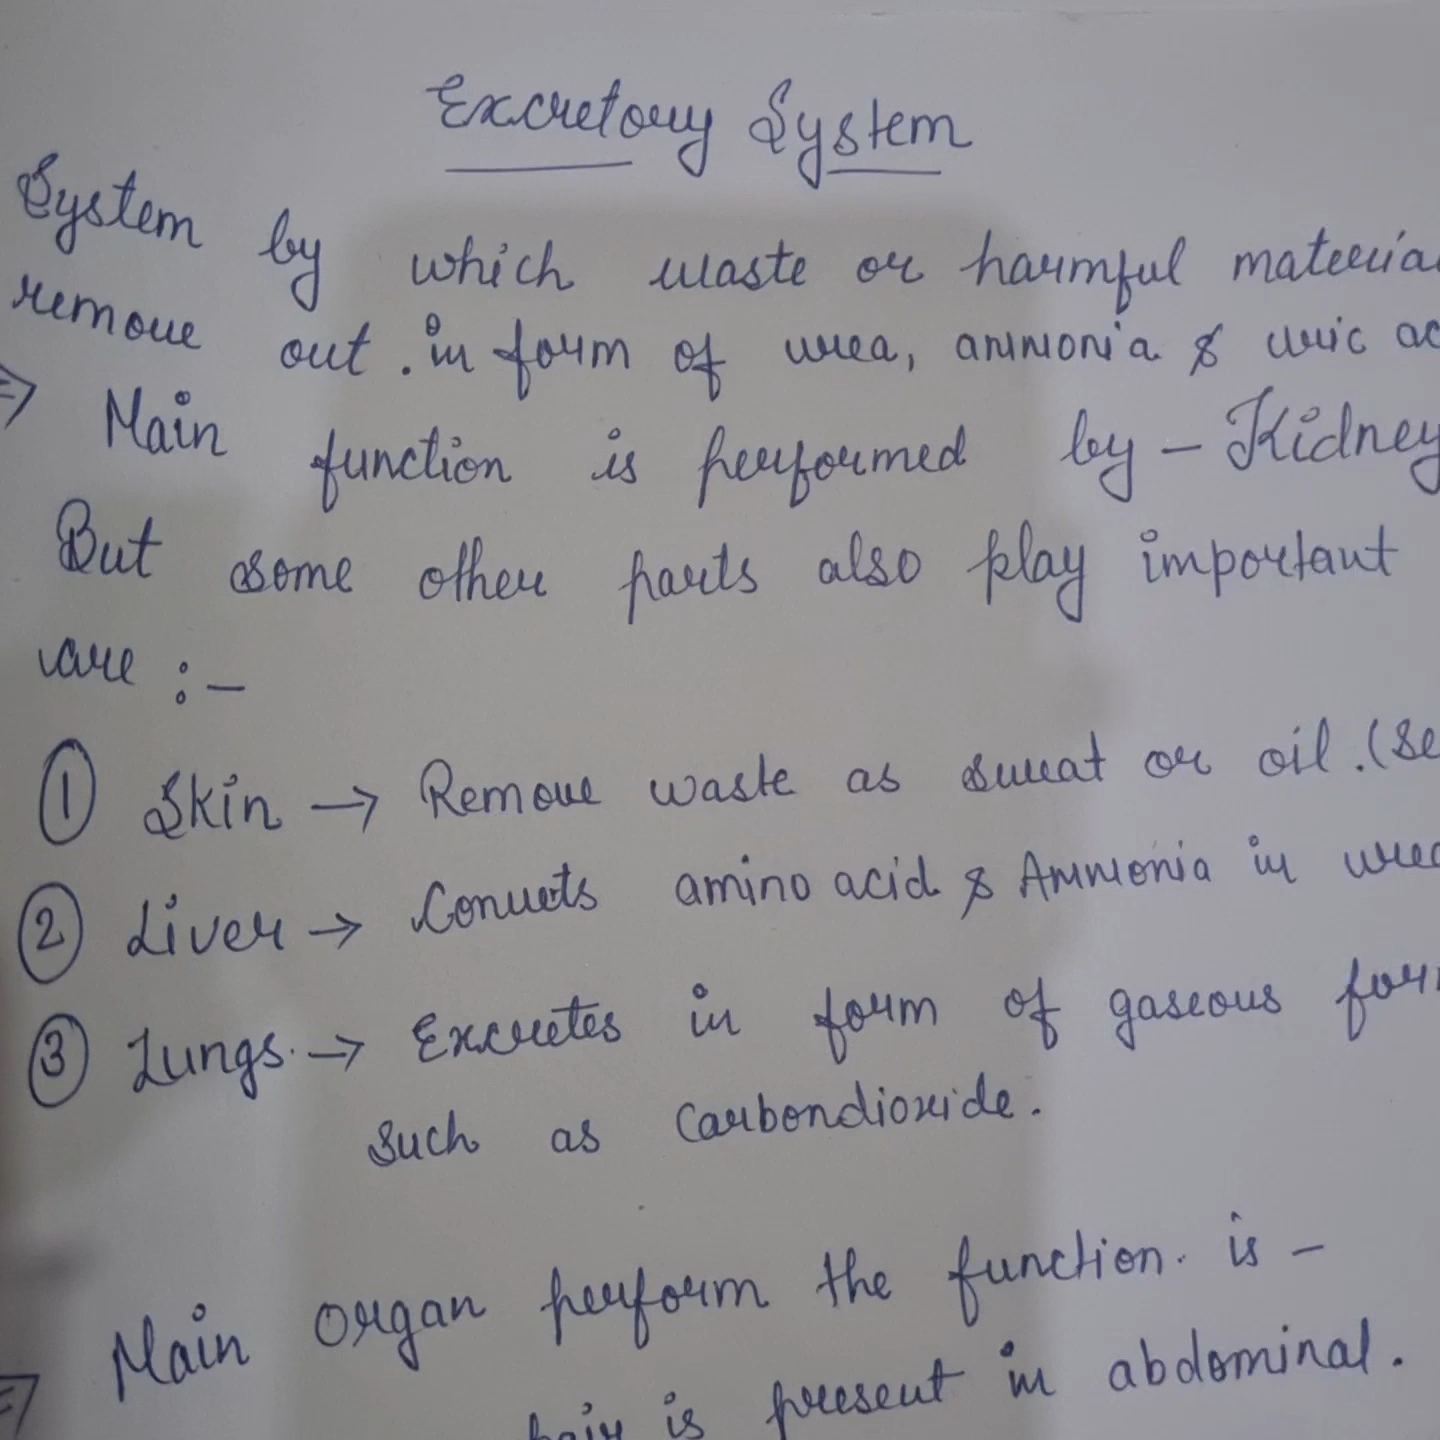 Excretory System
System by which waste or harmful materia
remove out. in form of urea, ammonia & uric ac
⇒ Main function is performed by - Kidney
But some other parts also play important
are :-
① Skin → Remove waste as sweat or oil. (Se
② Liver → Converts amino acid & Ammonia in urea
③ Lungs → Excretes in form of gaseous form
such as Carbondioxide.
⇒ Main organ perform the function. is -
pair is present in abdominal.